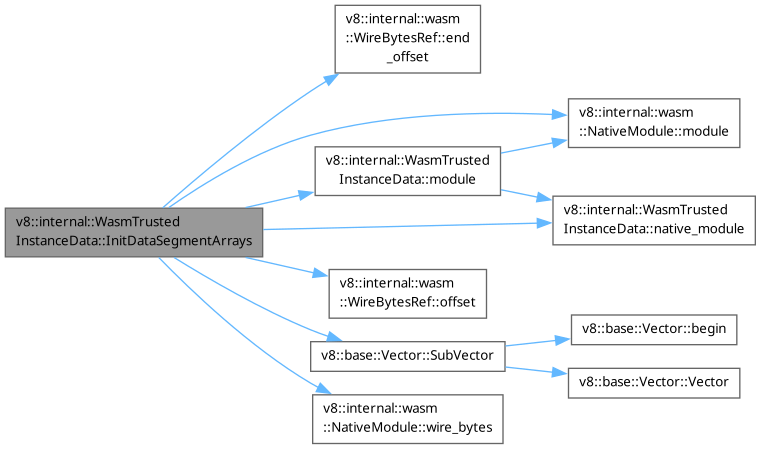 v8::internal::wasm
::WireBytesRef::end
_offset
v8::internal::wasm
::NativeModule::module
v8::internal::WasmTrusted
InstanceData::module
v8::internal::WasmTrusted
InstanceData::native_module
v8::internal::WasmTrusted
InstanceData::InitDataSegmentArrays
v8::internal::wasm
::WireBytesRef::offset
v8::base::Vector::begin
v8::base::Vector::SubVector
v8::base::Vector::Vector
v8::internal::wasm
::NativeModule::wire_bytes